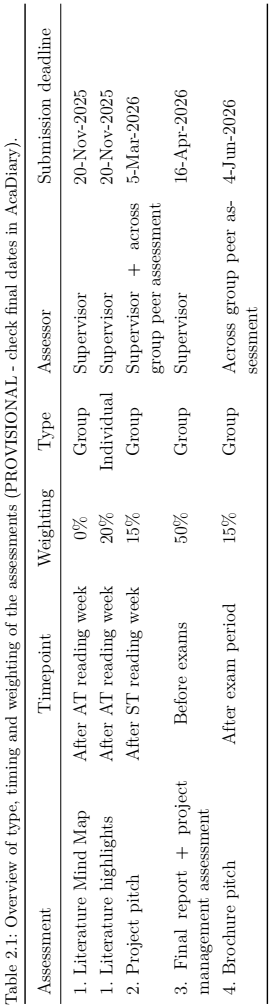 Table 2.1: Overview of type, timing and weighting of the assessments (PROVISIONAL - check final dates in AcaDiary).
Assessment Timepoint Weighting Type Assessor Submission deadline
1. Literature Mind Map After AT reading week 0% Group Supervisor 20-Nov-2025
1. Literature highlights After AT reading week 20% Individual Supervisor 20-Nov-2025
2. Project pitch After ST reading week 15% Group Supervisor + across 5-Mar-2026
group peer assessment
3. Final report + project Before exams 50% Group Supervisor 16-Apr-2026
management assessment
4. Brochure pitch After exam period 15% Group Across group peer as- 4-Jun-2026
sessment